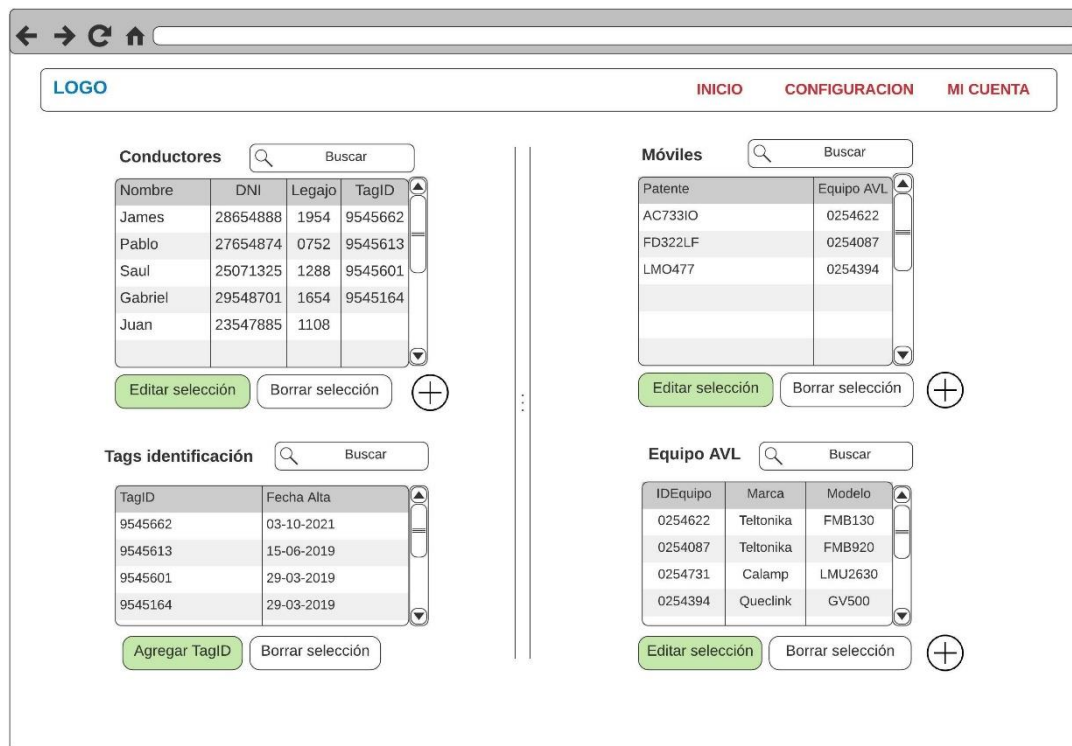 LOGO INICIO CONFIGURACION MI CUENTA
Conductores Buscar
Nombre DNI Legajo TagID
James 28654888 1954 9545662
Pablo 27654874 0752 9545613
Saul 25071325 1288 9545601
Gabriel 29548701 1654 9545164
Juan 23547885 1108
Editar selección Borrar selección
Tags identificación Buscar
TagID Fecha Alta
9545662 03-10-2021
9545613 15-06-2019
9545601 29-03-2019
9545164 29-03-2019
Agregar TagID Borrar selección
Móviles Buscar
Patente Equipo AVL
AC733IO 0254622
FD322LF 0254087
LMO477 0254394
Editar selección Borrar selección
Equipo AVL Buscar
IDEquipo Marca Modelo
0254622 Teltonika FMB130
0254087 Teltonika FMB920
0254731 Calamp LMU2630
0254394 Queclink GV500
Editar selección Borrar selección